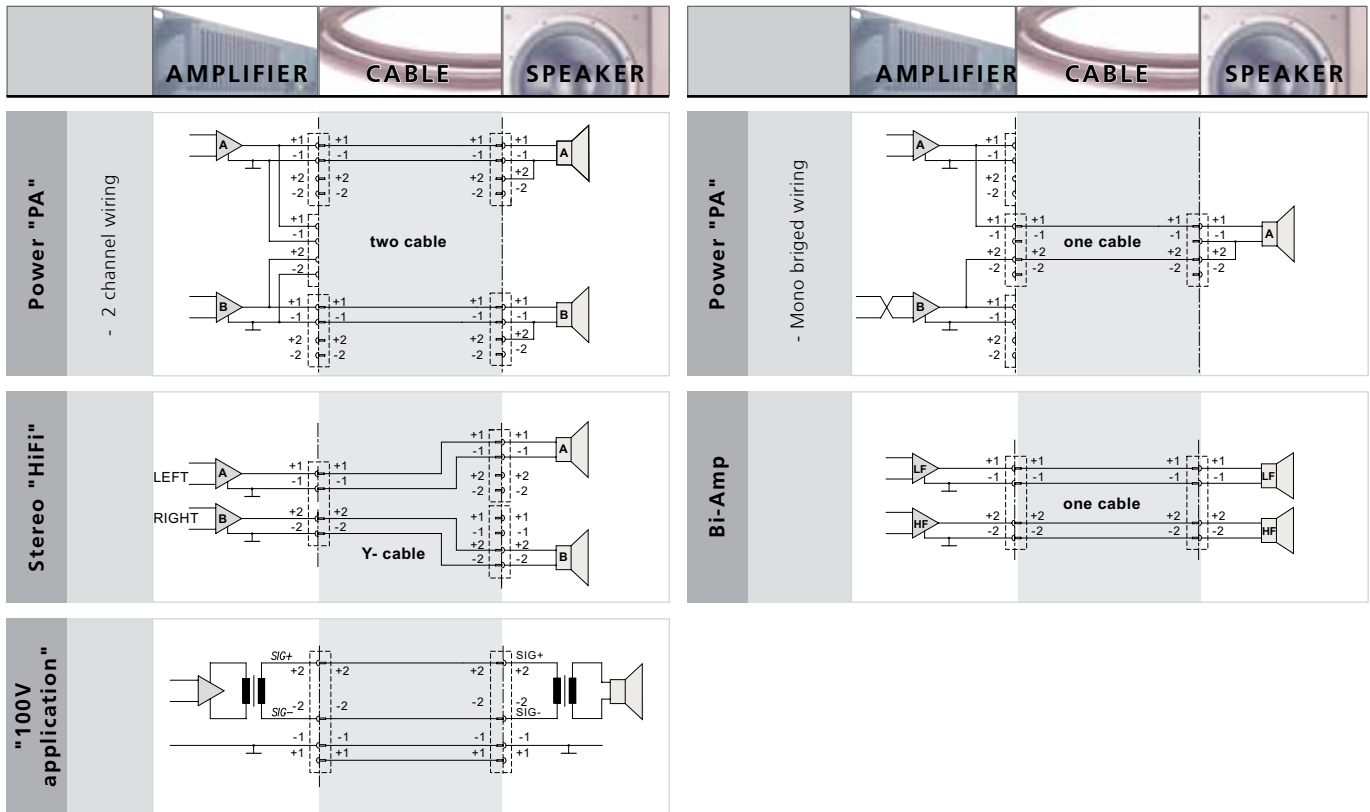 AMPLIFIER CABLE SPEAKER
AMPLIFIER CABLE SPEAKER
Power "PA"
- 2 channel wiring
A
+1 +1 +1 +1
-1 -1 -1 -1
A
+2 +2 +2 +2
-2 -2 -2 -2
+1
-1
two cable
+2
-2
B
+1 +1 +1 +1
-1 -1 -1 -1
B
+2 +2 +2 +2
-2 -2 -2 -2
Power "PA"
- Mono briged wiring
A
+1
-1
+2
-2
+1 +1 +1 +1
-1 -1 one cable -1 -1
A
+2 +2 +2 +2
-2 -2 -2 -2
B
+1
-1
+2
-2
Stereo "HiFi"
+1 +1
-1 -1
A
LEFT A +1 +1
-1 -1
+2 +2
-2 -2
RIGHT B +2 +2
-2 -2
+1 +1
-1 -1
Y- cable
+2 +2
-2 -2
B
Bi-Amp
LF +1 +1 +1 +1
-1 -1 -1 -1 LF
one cable
HF +2 +2 +2 +2
-2 -2 -2 -2 HF
"100V
application"
SIG+ SIG+
+2 +2 +2 +2
-2 -2 -2 -2
SIG- SIG-
-1 -1 -1 -1
+1 +1 +1 +1